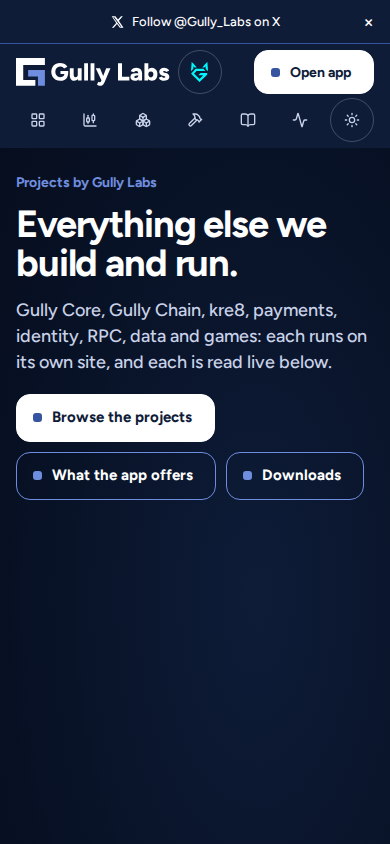 Follow @Gully_Labs on X
×
Gully Labs
Open app
Projects by Gully Labs
Everything else we
build and run.
Gully Core, Gully Chain, kre8, payments,
identity, RPC, data and games: each runs on
its own site, and each is read live below.
Browse the projects
What the app offers
Downloads